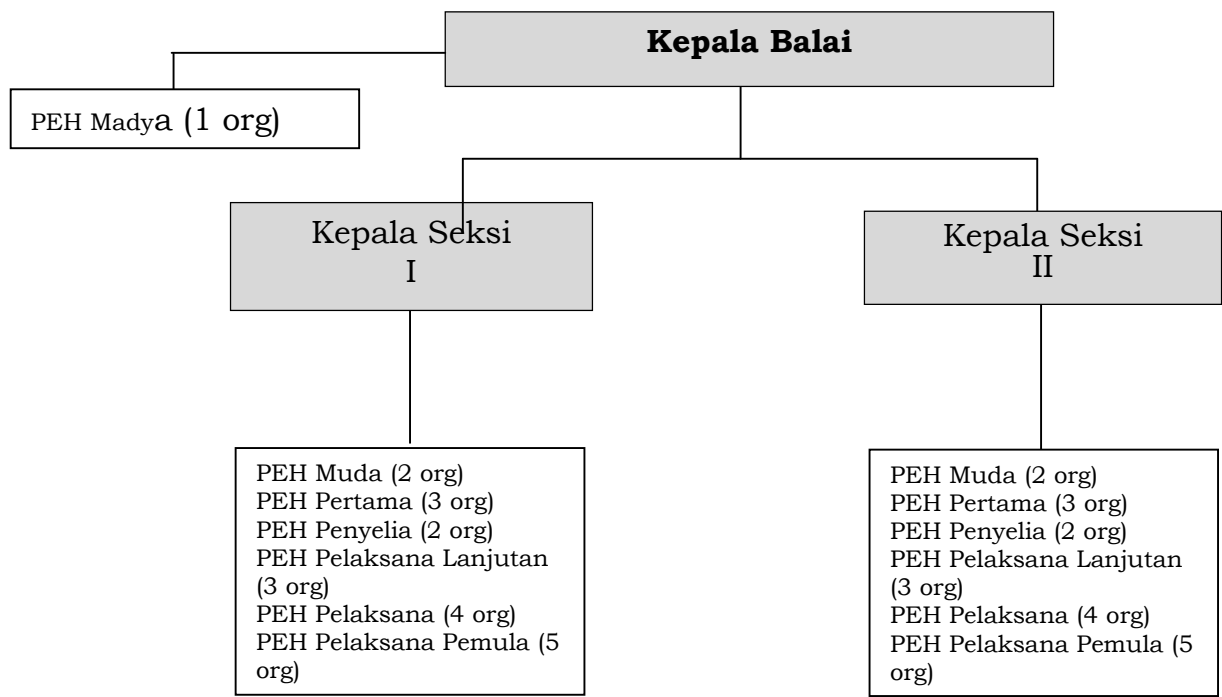 Kepala Balai
PEH Madya (1 org)
Kepala Seksi
I
Kepala Seksi
II
PEH Muda (2 org)
PEH Pertama (3 org)
PEH Penyelia (2 org)
PEH Pelaksana Lanjutan
(3 org)
PEH Pelaksana (4 org)
PEH Pelaksana Pemula (5
org)
PEH Muda (2 org)
PEH Pertama (3 org)
PEH Penyelia (2 org)
PEH Pelaksana Lanjutan
(3 org)
PEH Pelaksana (4 org)
PEH Pelaksana Pemula (5
org)